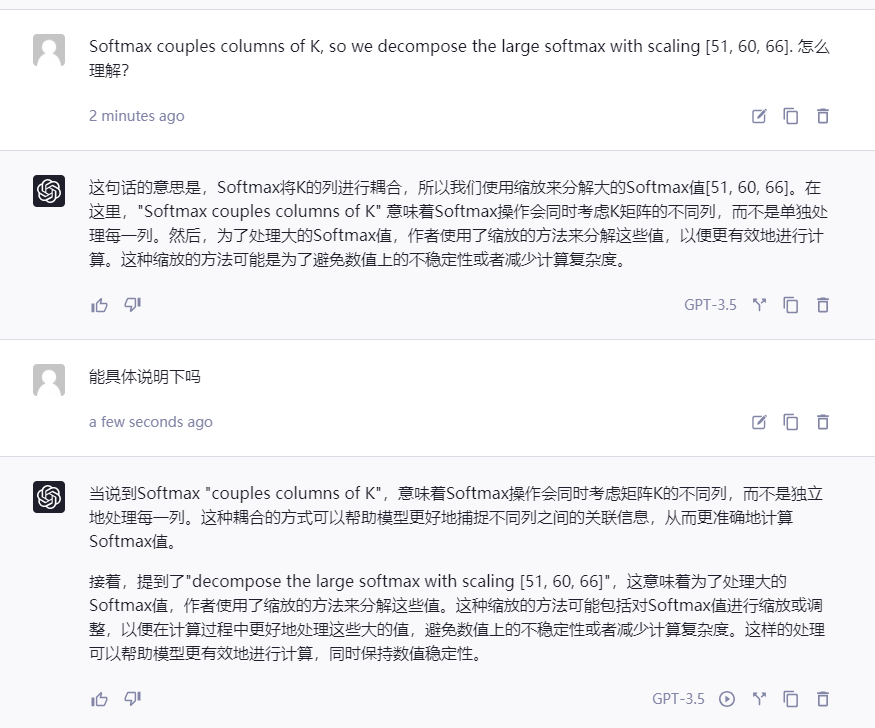 Softmax couples columns of K, so we decompose the large softmax with scaling [51, 60, 66]. 怎么
理解？
2 minutes ago
这句话的意思是，Softmax将K的列进行耦合，所以我们使用缩放来分解大的Softmax值[51, 60, 66]。在
这里，"Softmax couples columns of K" 意味着Softmax操作会同时考虑K矩阵的不同列，而不是单独处
理每一列。然后，为了处理大的Softmax值，作者使用了缩放的方法来分解这些值，以便更有效地进行计
算。这种缩放的方法可能是为了避免数值上的不稳定性或者减少计算复杂度。
GPT-3.5
能具体说明下吗
a few seconds ago
当说到Softmax "couples columns of K"，意味着Softmax操作会同时考虑矩阵K的不同列，而不是独立
地处理每一列。这种耦合的方式可以帮助模型更好地捕捉不同列之间的关联信息，从而更准确地计算
Softmax值。
接着，提到了"decompose the large softmax with scaling [51, 60, 66]"，这意味着为了处理大的
Softmax值，作者使用了缩放的方法来分解这些值。这种缩放的方法可能包括对Softmax值进行缩放或调
整，以便在计算过程中更好地处理这些大的值，避免数值上的不稳定性或者减少计算复杂度。这样的处理
可以帮助模型更有效地进行计算，同时保持数值稳定性。
GPT-3.5